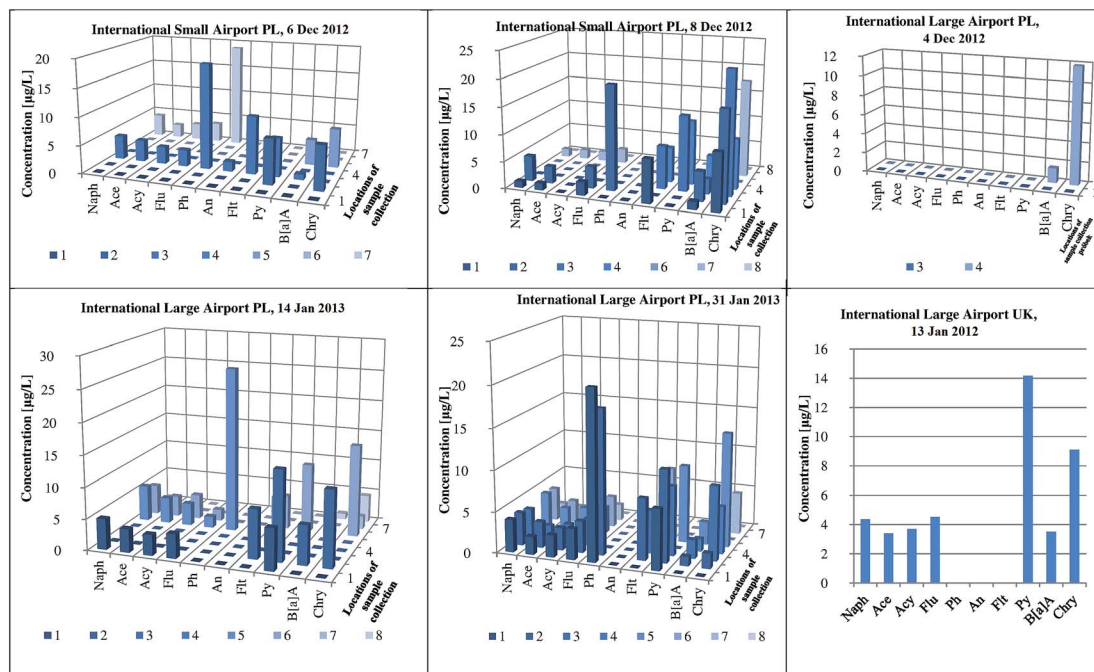 International Small Airport PL, 6 Dec 2012
Concentration [µg/L]
20
15
10
5
0
Naph
Ace
Acy
Flu
Ph
An
Flt
Py
B[a]A
Chry
1
4
7
Locations of
sample
collection
1 2 3 4 5 6 7
International Small Airport PL, 8 Dec 2012
Concentration [µg/L]
25
20
15
10
5
0
Naph
Ace
Acy
Flu
Ph
An
Flt
Py
B[a]A
Chry
1
4
8
Locations of
sample
collection
1 2 3 4 6 7 8
International Large Airport PL,
4 Dec 2012
Concentration [µg/L]
12
10
8
6
4
2
0
Naph
Ace
Acy
Flu
Ph
An
Flt
Py
B[a]A
Chry
Locations of
sample collection
próbek
3 4
International Large Airport PL, 14 Jan 2013
Concentration [µg/L]
30
25
20
15
10
5
0
Naph
Ace
Acy
Flu
Ph
An
Flt
Py
B[a]A
Chry
1
4
7
Locations of
sample
collection
1 2 3 4 5 6 7 8
International Large Airport PL, 31 Jan 2013
Concentration [µg/L]
25
20
15
10
5
0
Naph
Ace
Acy
Flu
Ph
An
Flt
Py
B[a]A
Chry
1
4
7
Locations of
sample
collection
1 2 3 4 5 6 7 8
International Large Airport UK,
13 Jan 2012
Concentration [µg/L]
16
14
12
10
8
6
4
2
0
Naph
Ace
Acy
Flu
Ph
An
Flt
Py
B[a]A
Chry